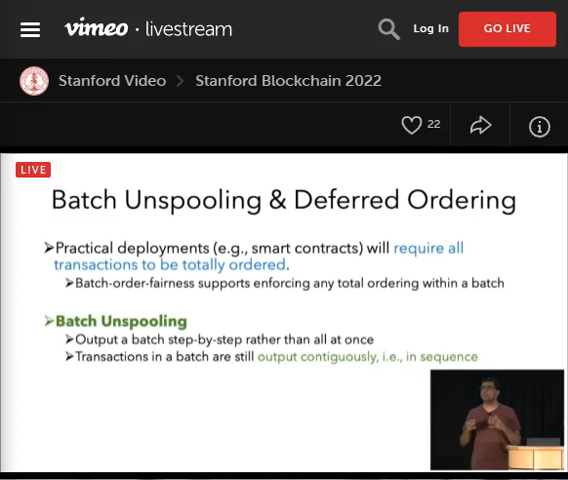 vimeo · livestream
Log In
GO LIVE
Stanford Video > Stanford Blockchain 2022
22
LIVE
Batch Unspooling & Deferred Ordering
➤Practical deployments (e.g., smart contracts) will require all
transactions to be totally ordered.
➤Batch-order-fairness supports enforcing any total ordering within a batch
➤Batch Unspooling
➤Output a batch step-by-step rather than all at once
➤Transactions in a batch are still output contiguously, i.e., in sequence